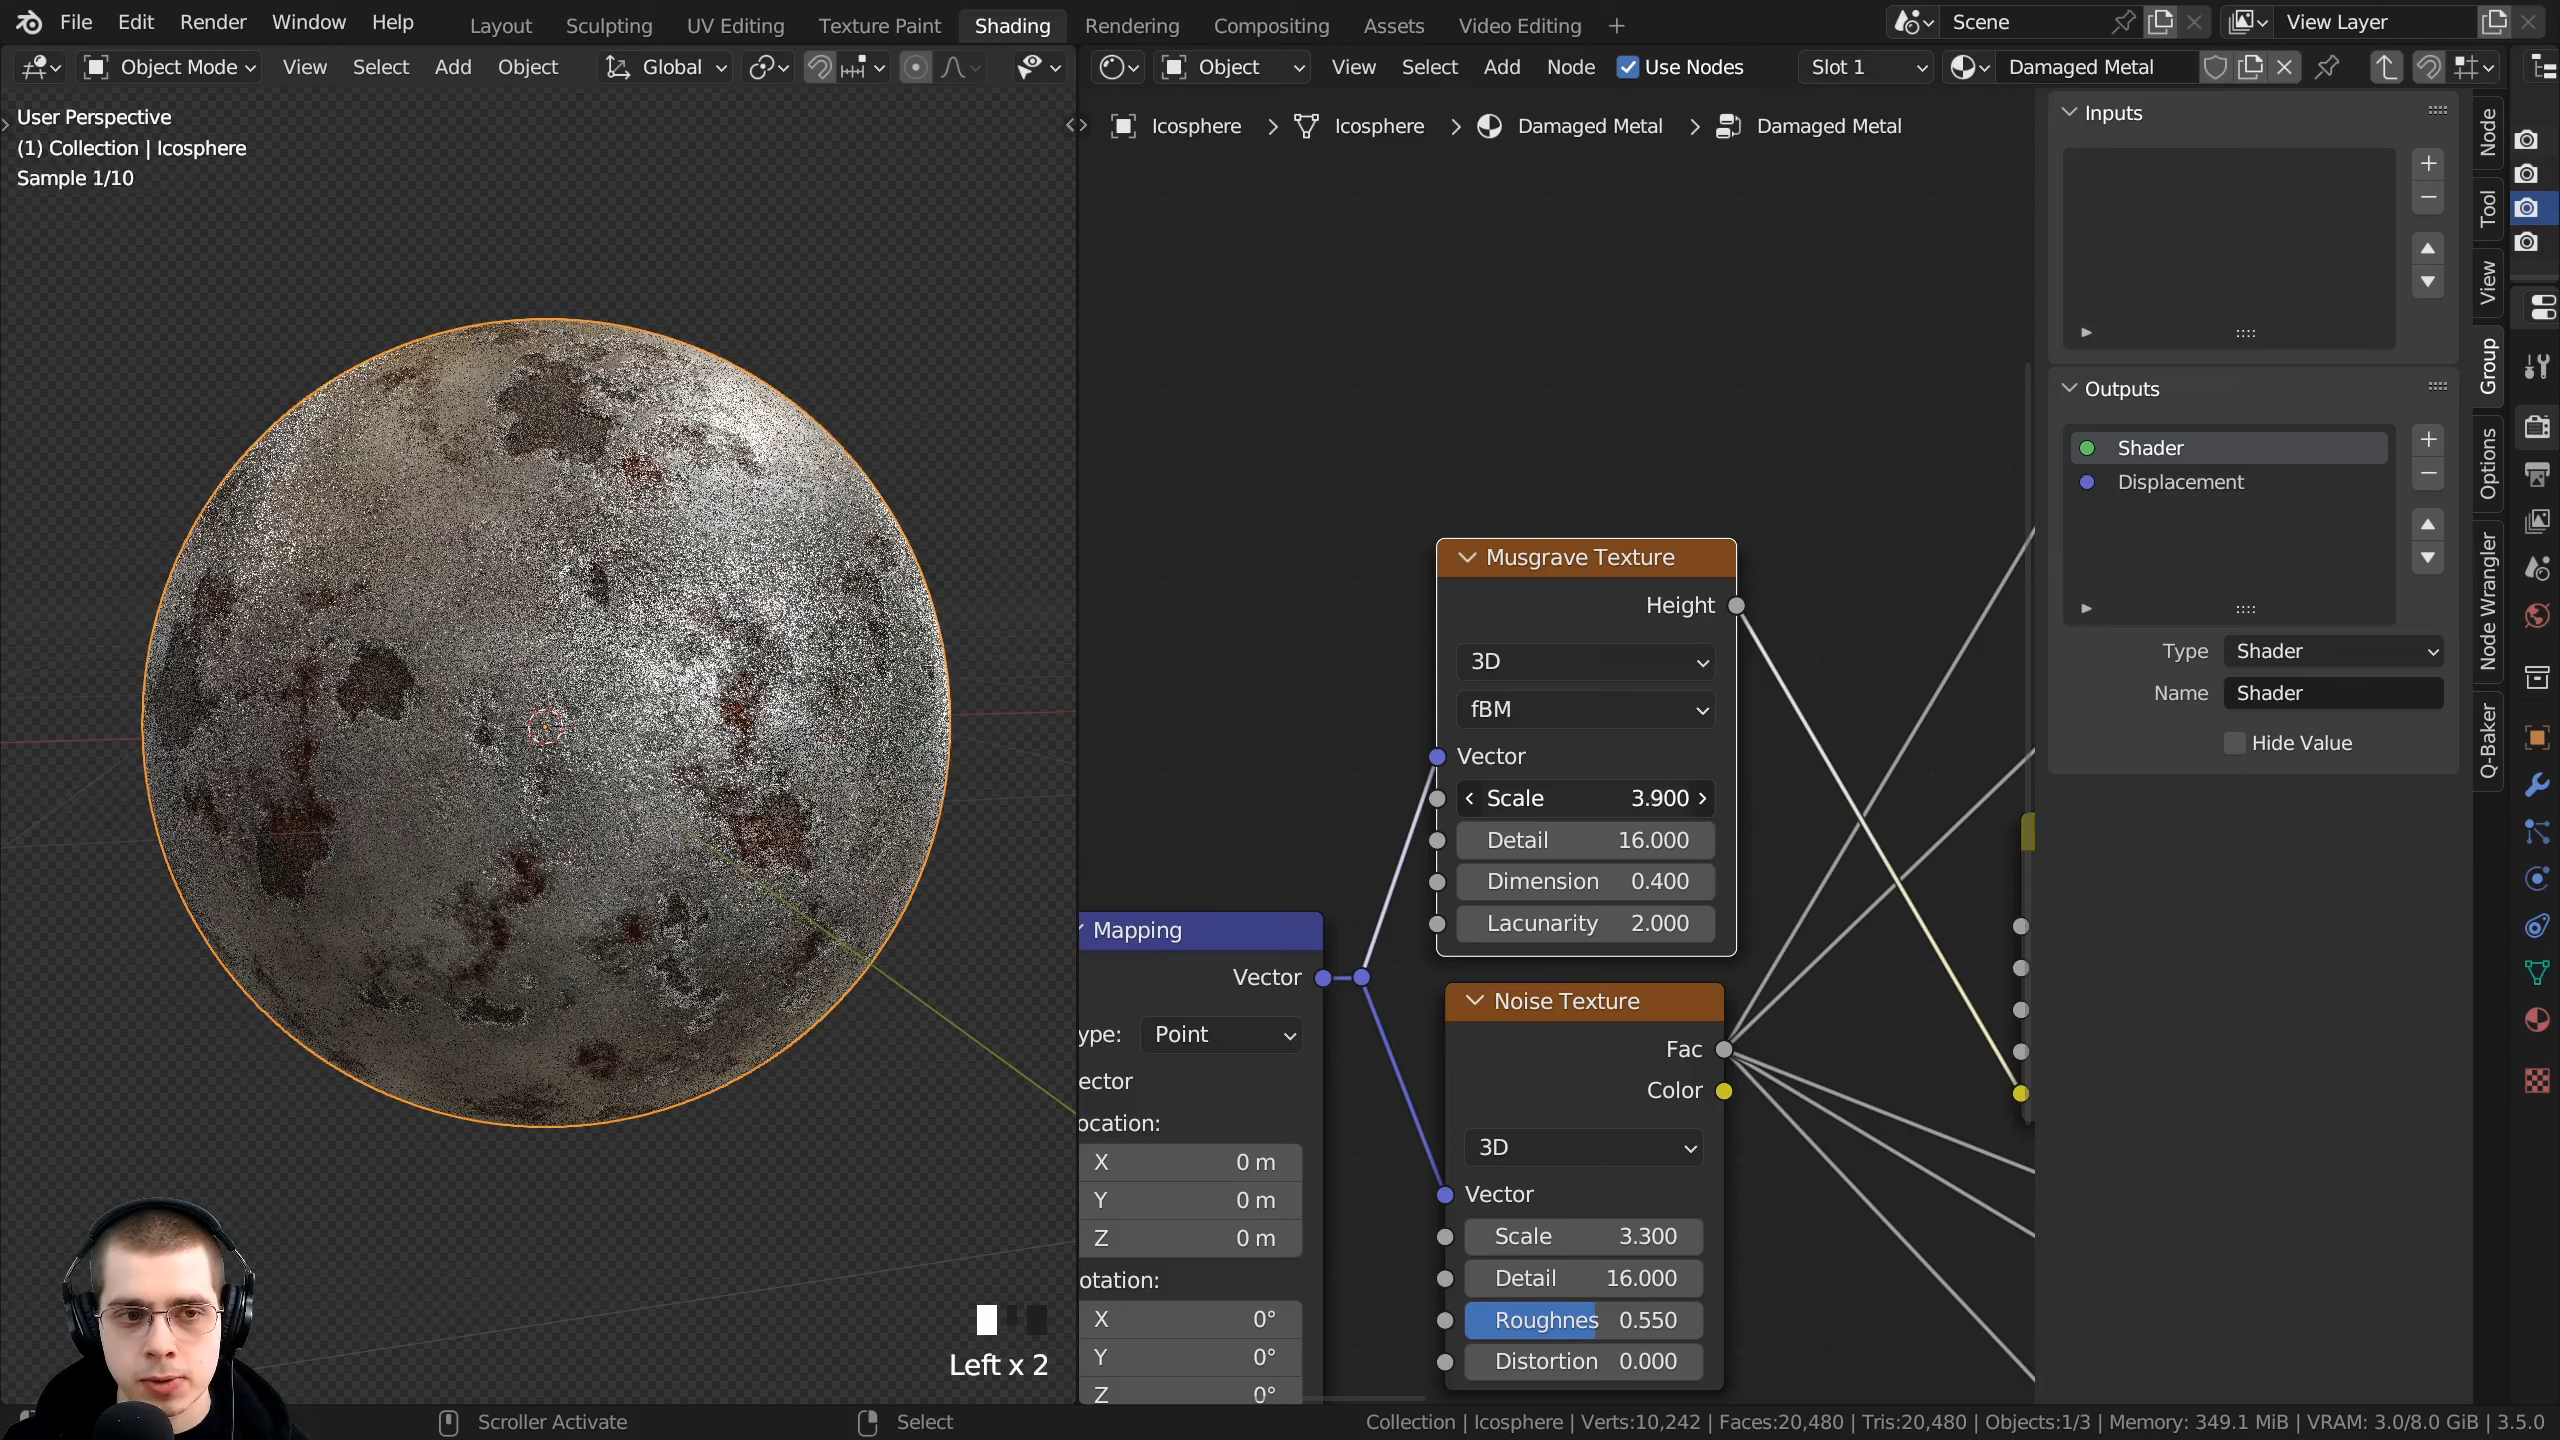 File Edit Render Window Help Layout Sculpting UV Editing Texture Paint Shading Rendering Compositing Assets Video Editing + Scene View Layer
Object Mode View Select Add Object Global Object View Select Add Node Use Nodes Slot 1 Damaged Metal
User Perspective
(1) Collection | Icosphere
Sample 1/10
Icosphere > Icosphere > Damaged Metal > Damaged Metal
Musgrave Texture
Height
3D
fBM
Vector
Scale 3.900
Detail 16.000
Dimension 0.400
Lacunarity 2.000
Mapping
Vector
ype: Point
ector
ocation:
X 0 m
Y 0 m
Z 0 m
otation:
X 0°
Y 0°
Z 0°
Noise Texture
Fac
Color
3D
Vector
Scale 3.300
Detail 16.000
Roughnes 0.550
Distortion 0.000
Inputs
Outputs
Shader
Displacement
Type Shader
Name Shader
Hide Value
Node
Tool
View
Group
Options
Node Wrangler
Q-Baker
Left x 2
Scroller Activate Select Collection | Icosphere | Verts:10,242 | Faces:20,480 | Tris:20,480 | Objects:1/3 | Memory: 349.1 MiB | VRAM: 3.0/8.0 GiB | 3.5.0